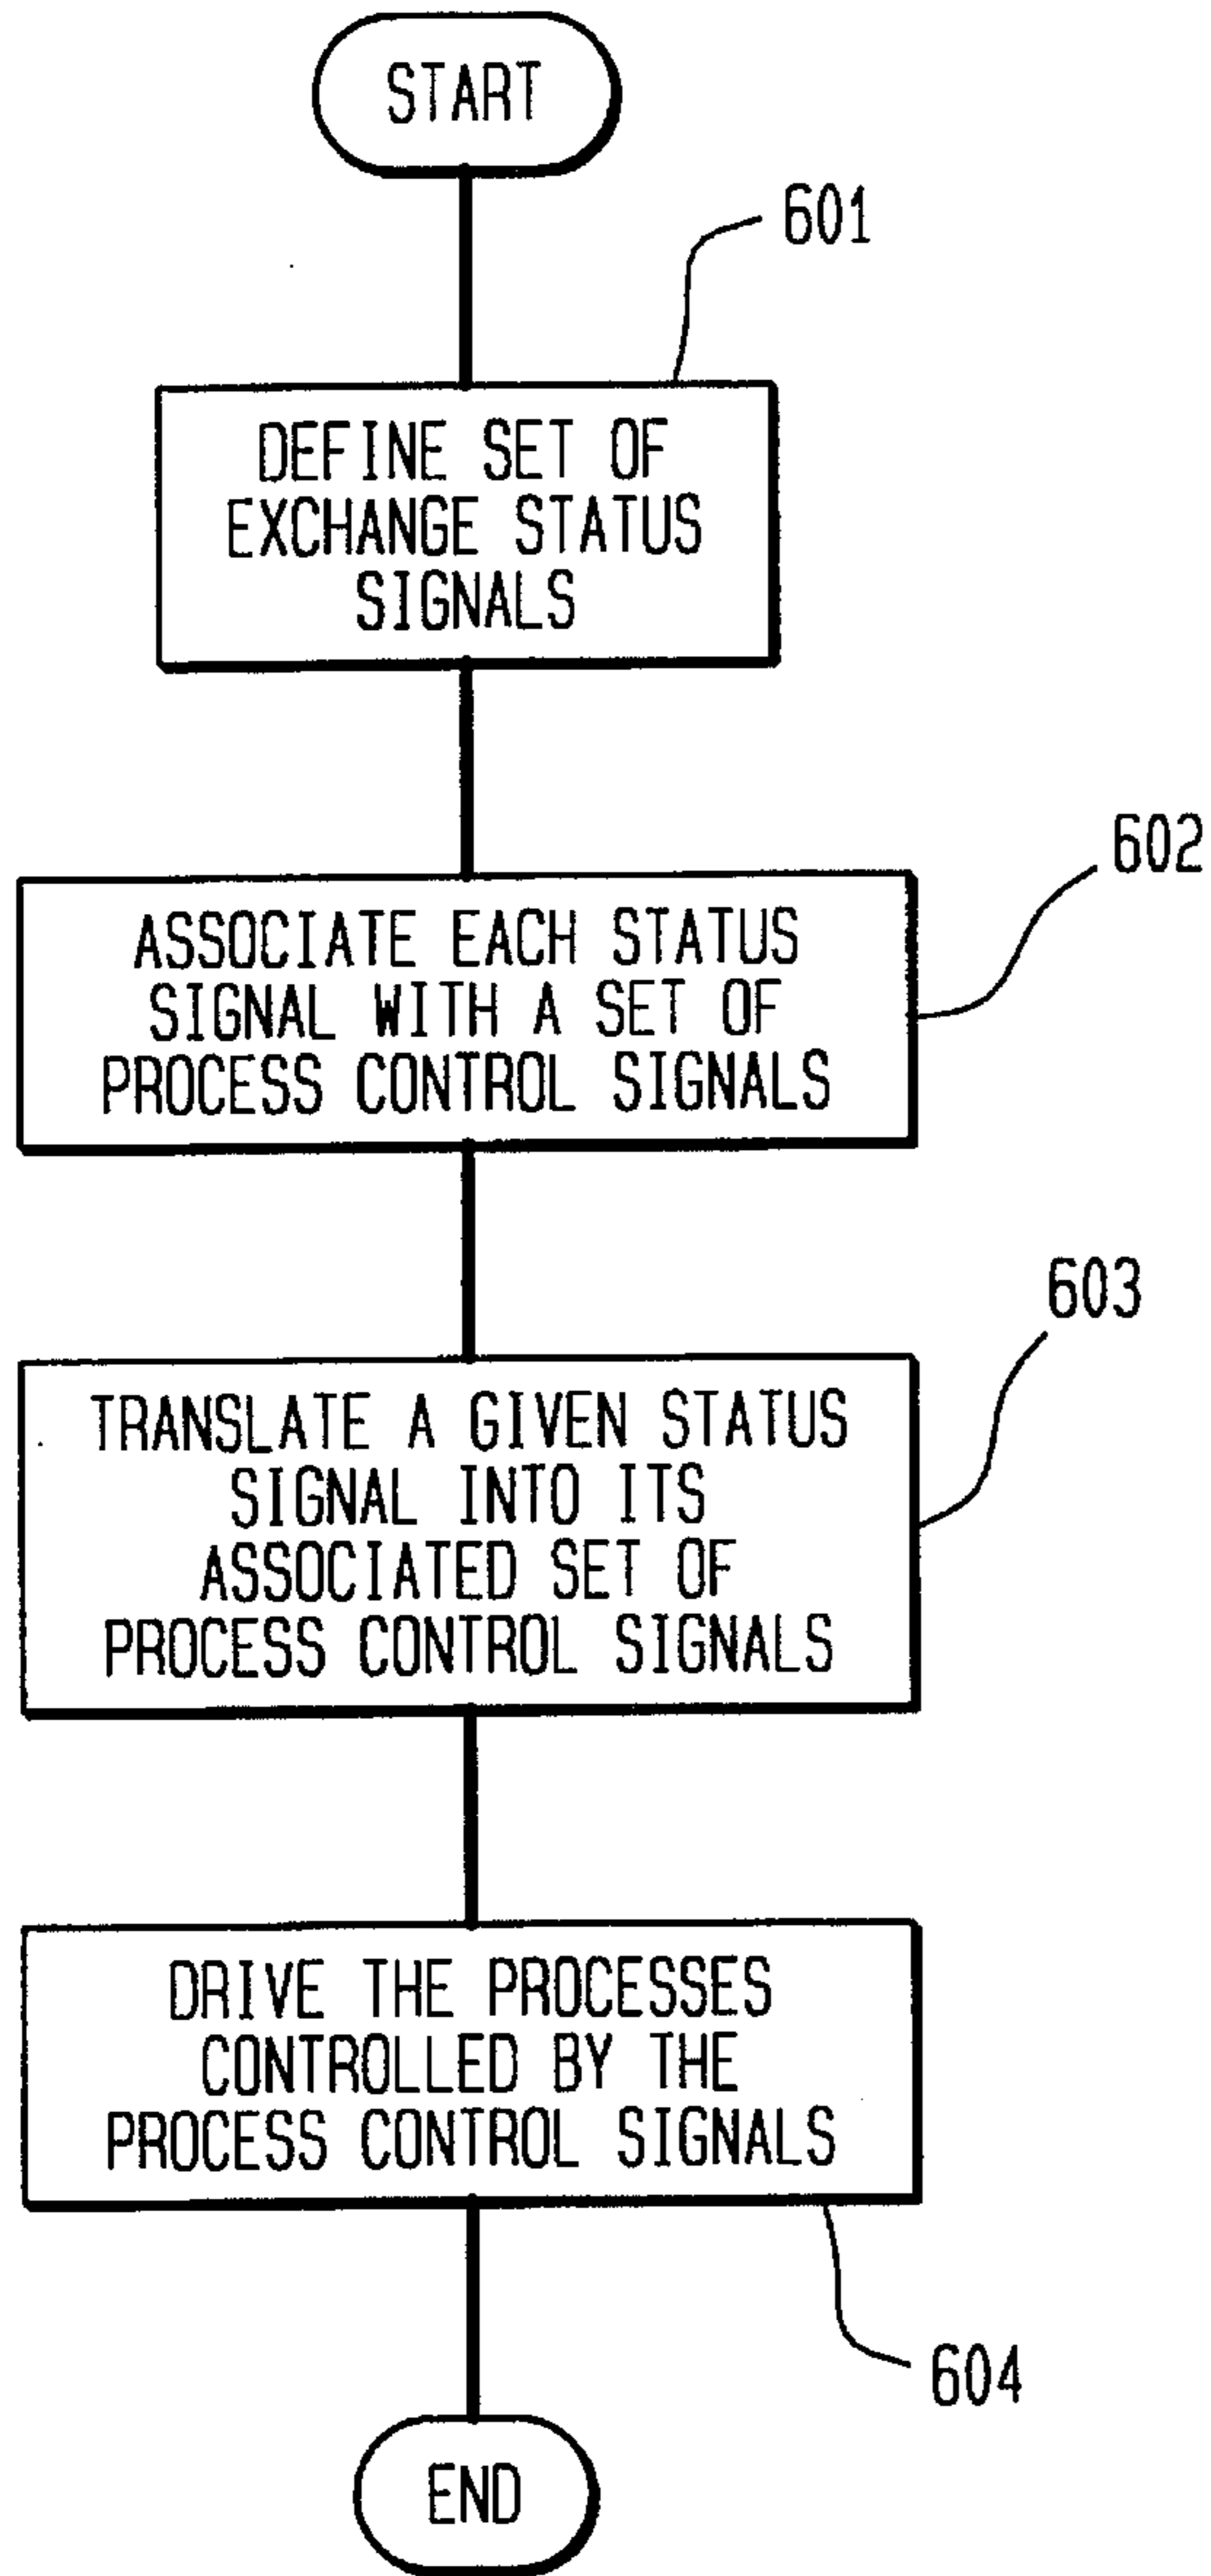 START
601
DEFINE SET OF
EXCHANGE STATUS
SIGNALS
602
ASSOCIATE EACH STATUS
SIGNAL WITH A SET OF
PROCESS CONTROL SIGNALS
603
TRANSLATE A GIVEN STATUS
SIGNAL INTO ITS
ASSOCIATED SET OF
PROCESS CONTROL SIGNALS
DRIVE THE PROCESSES
CONTROLLED BY THE
PROCESS CONTROL SIGNALS
604
END